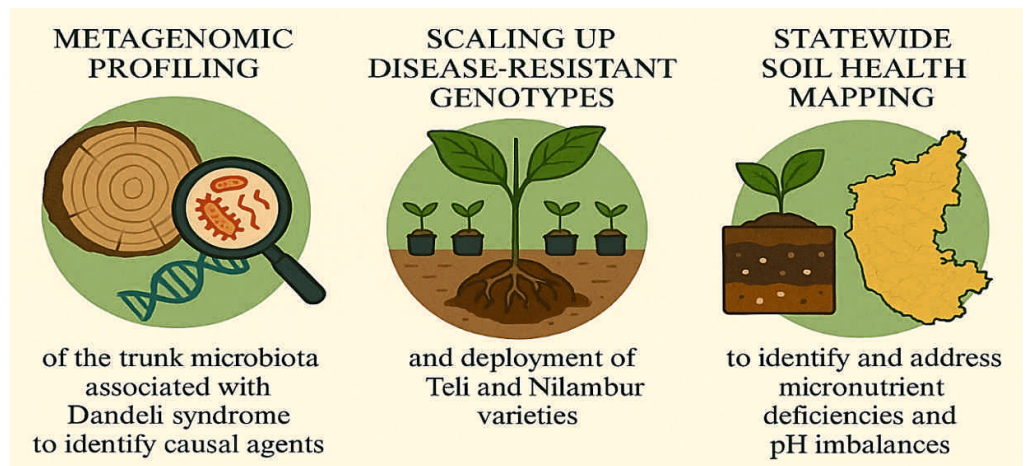 METAGENOMIC
PROFILING
of the trunk microbiota
associated with
Dandeli syndrome
to identify causal agents
SCALING UP
DISEASE-RESISTANT
GENOTYPES
and deployment of
Teli and Nilambur
varieties
STATEWIDE
SOIL HEALTH
MAPPING
to identify and address
micronutrient
deficiencies and
pH imbalances